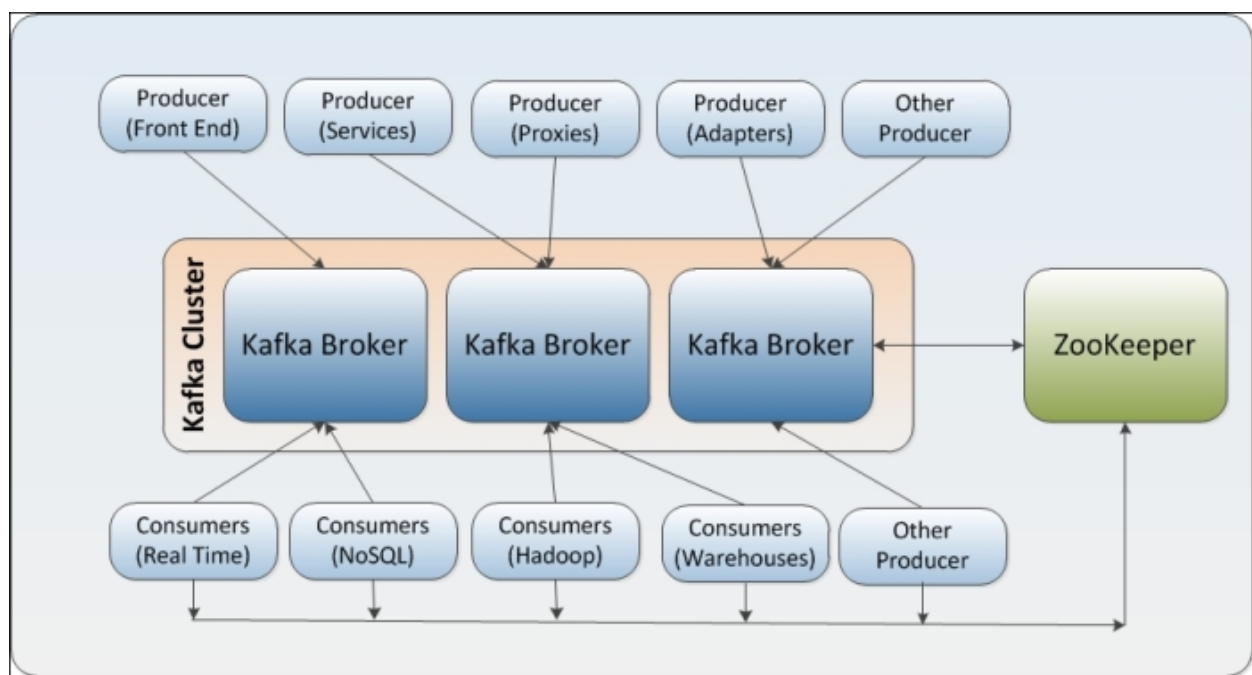 Producer
(Front End)
Producer
(Services)
Producer
(Proxies)
Producer
(Adapters)
Other
Producer
Kafka Cluster
Kafka Broker
Kafka Broker
Kafka Broker
ZooKeeper
Consumers
(Real Time)
Consumers
(NoSQL)
Consumers
(Hadoop)
Consumers
(Warehouses)
Other
Producer